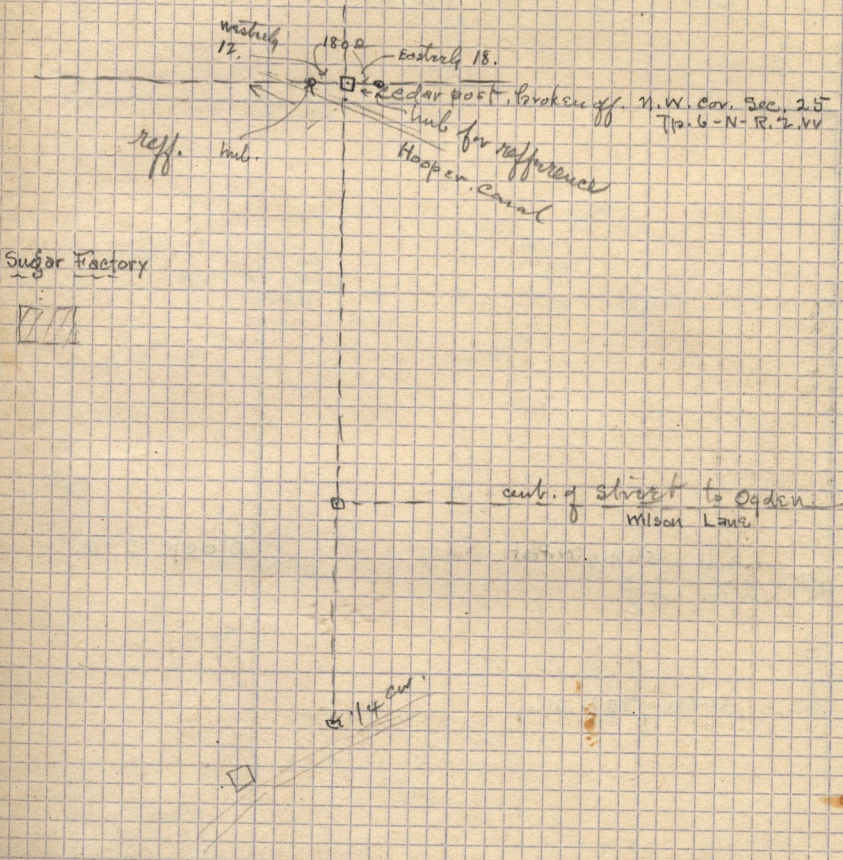 Westerly
12.
180°
Easterly 18.
Cedar post, broken off. N.W. cor. Sec. 25
Tp. 6-N-R.2.W
hub for refference
Hooper Canal
reff. hub.
Sugar Factory
cent. of Street to Ogden.
Wilson Lane
1/4 cor.